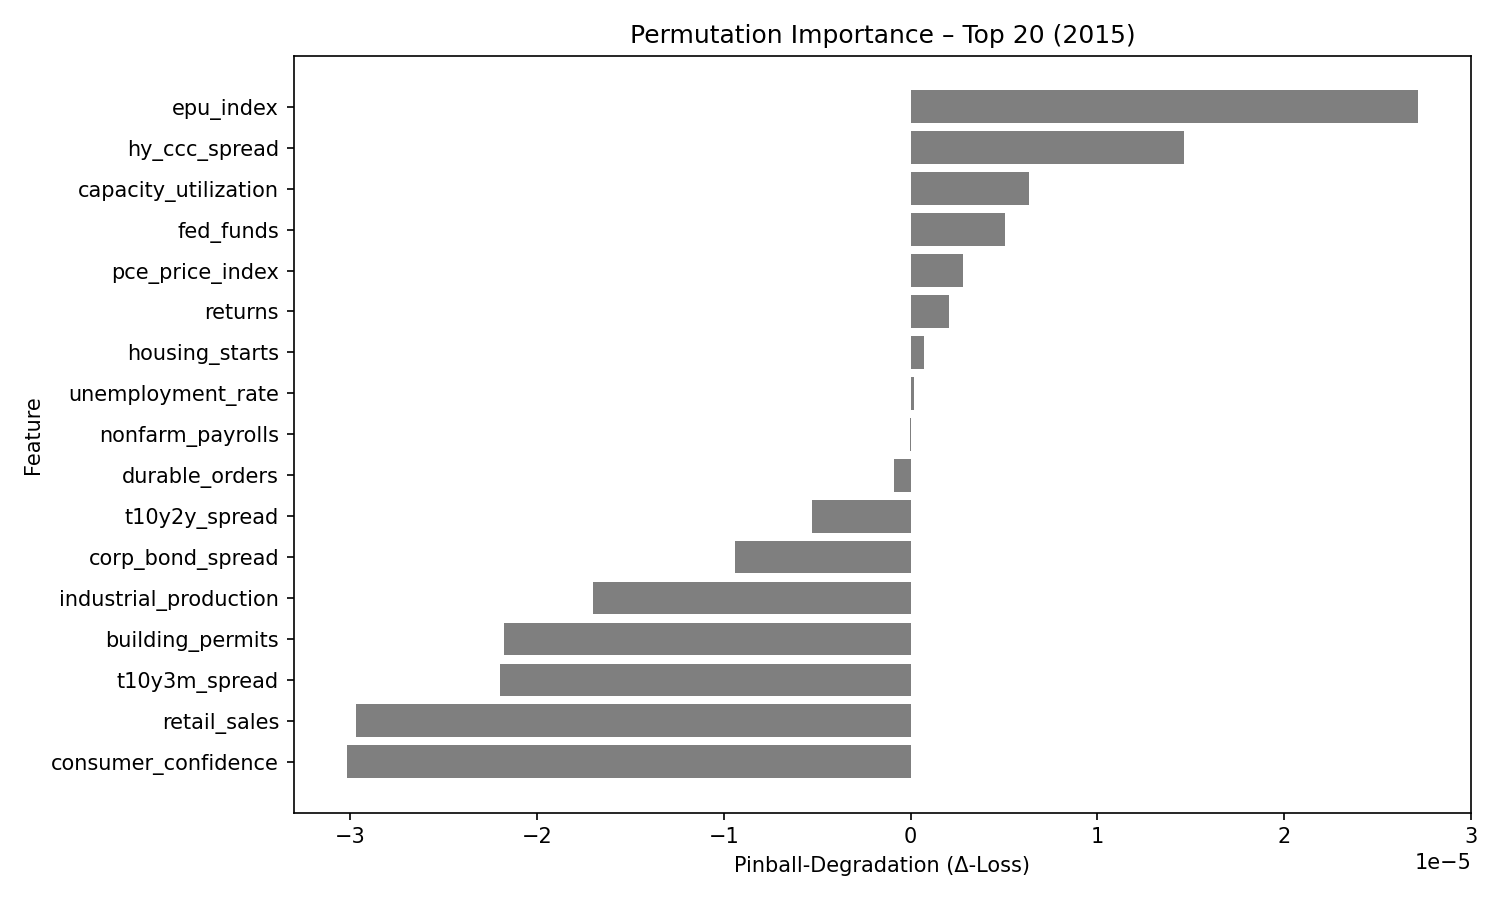 Permutation Importance – Top 20 (2015)
epu_index
hy_ccc_spread
capacity_utilization
fed_funds
pce_price_index
returns
housing_starts
unemployment_rate
nonfarm_payrolls
durable_orders
t10y2y_spread
corp_bond_spread
industrial_production
building_permits
t10y3m_spread
retail_sales
consumer_confidence
Feature
−3 −2 −1 0 1 2 3
1e−5
Pinball-Degradation (Δ-Loss)